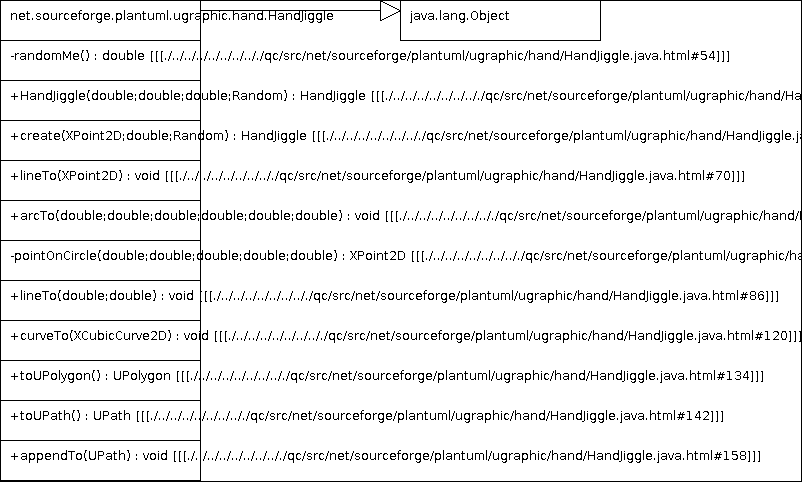 net.sourceforge.plantuml.ugraphic.hand.HandJiggle
java.lang.Object
-randomMe() : double [[[./../../../../../../../../qc/src/net/sourceforge/plantuml/ugraphic/hand/HandJiggle.java.html#54]]]
+HandJiggle(double;double;double;Random) : HandJiggle [[[./../../../../../../../../qc/src/net/sourceforge/plantuml/ugraphic/hand/Ha
+create(XPoint2D;double;Random) : HandJiggle [[[./../../../../../../../../qc/src/net/sourceforge/plantuml/ugraphic/hand/HandJiggle.j
+lineTo(XPoint2D) : void [[[./../../../../../../../../qc/src/net/sourceforge/plantuml/ugraphic/hand/HandJiggle.java.html#70]]]
+arcTo(double;double;double;double;double;double) : void [[[./../../../../../../../../qc/src/net/sourceforge/plantuml/ugraphic/hand/
-pointOnCircle(double;double;double;double;double) : XPoint2D [[[./../../../../../../../../qc/src/net/sourceforge/plantuml/ugraphic/ha
+lineTo(double;double) : void [[[./../../../../../../../../qc/src/net/sourceforge/plantuml/ugraphic/hand/HandJiggle.java.html#86]]]
+curveTo(XCubicCurve2D) : void [[[./../../../../../../../../qc/src/net/sourceforge/plantuml/ugraphic/hand/HandJiggle.java.html#120]]]
+toUPolygon() : UPolygon [[[./../../../../../../../../qc/src/net/sourceforge/plantuml/ugraphic/hand/HandJiggle.java.html#134]]]
+toUPath() : UPath [[[./../../../../../../../../qc/src/net/sourceforge/plantuml/ugraphic/hand/HandJiggle.java.html#142]]]
+appendTo(UPath) : void [[[./../../../../../../../../qc/src/net/sourceforge/plantuml/ugraphic/hand/HandJiggle.java.html#158]]]